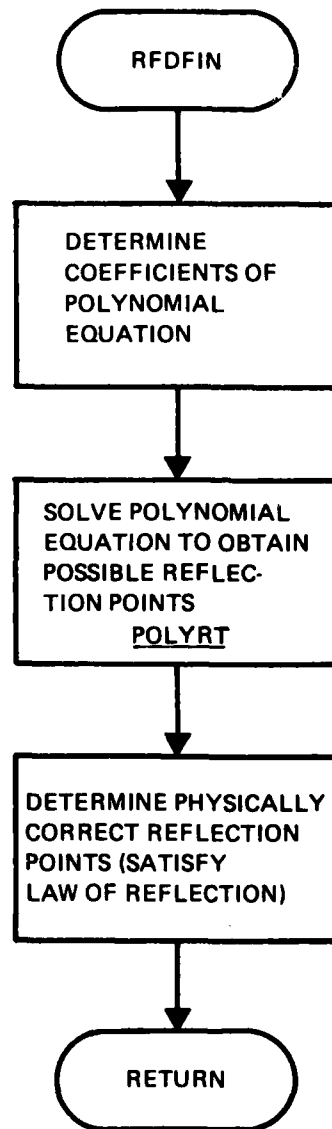 RFDFIN
DETERMINE
COEFFICIENTS OF
POLYNOMIAL
EQUATION
SOLVE POLYNOMIAL
EQUATION TO OBTAIN
POSSIBLE REFLEC-
TION POINTS
POLYRT
DETERMINE PHYSICALLY
CORRECT REFLECTION
POINTS (SATISFY
LAW OF REFLECTION)
RETURN